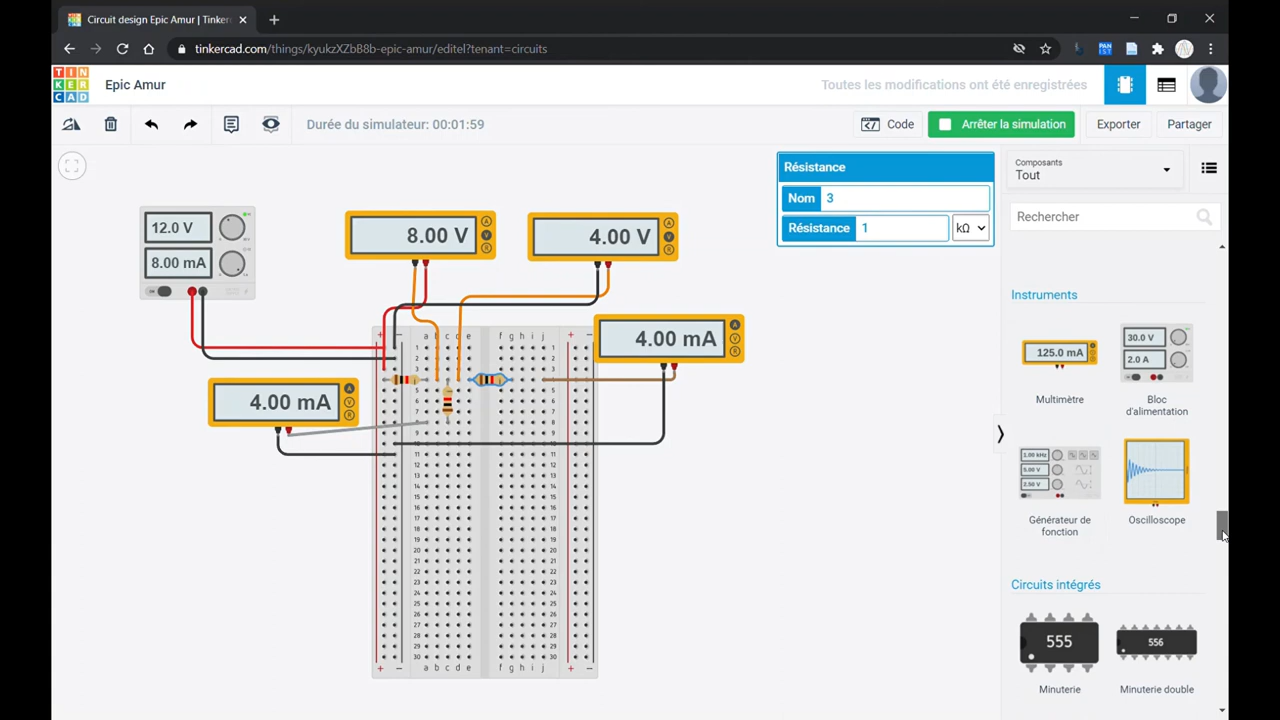 Circuit design Epic Amur | Tinker
tinkercad.com/things/kyukzXZbB8b-epic-amur/editel?tenant=circuits
TIN
KER
CAD
Epic Amur
Toutes les modifications ont été enregistrées
Durée du simulateur: 00:01:59
Code
Arrêter la simulation
Exporter
Partager
Résistance
Nom 3
Résistance 1 kΩ
Composants
Tout
Rechercher
12.0 V
8.00 mA
8.00 V
4.00 V
4.00 mA
4.00 mA
Instruments
125.0 mA
30.0 V
2.0 A
Multimètre
Bloc
d'alimentation
Générateur de
fonction
Oscilloscope
Circuits intégrés
555
556
Minuterie
Minuterie double